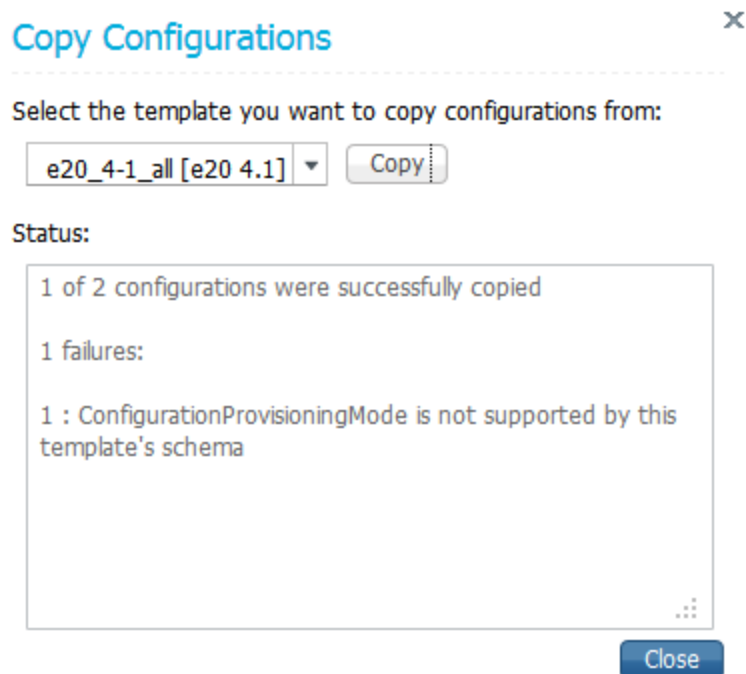 Copy Configurations
Select the template you want to copy configurations from:
e20_4-1_all [e20 4.1]
Copy
Status:
1 of 2 configurations were successfully copied
1 failures:
1 : ConfigurationProvisioningMode is not supported by this
template's schema
Close